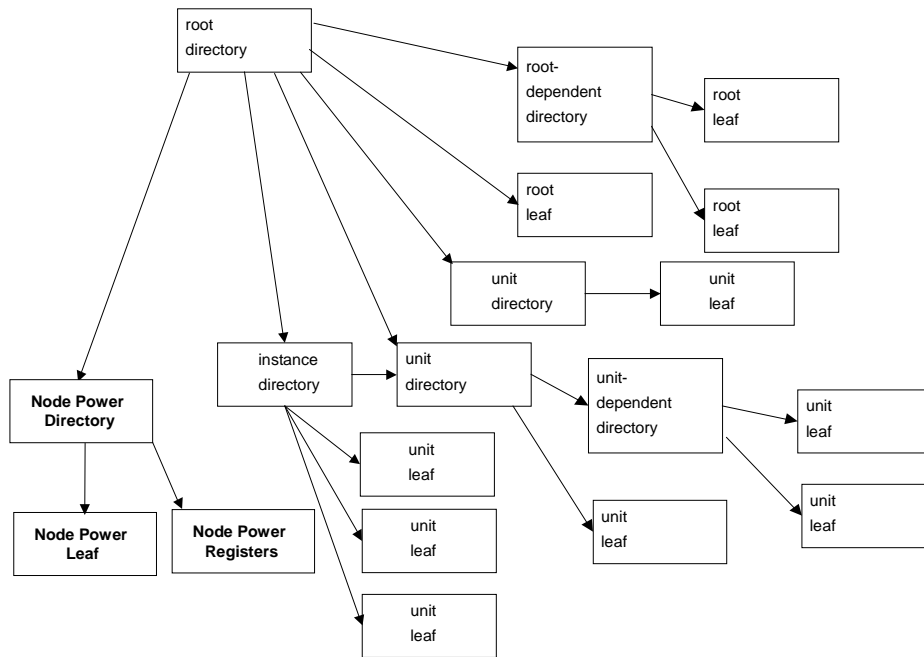 root
directory
root-
dependent
directory
root
leaf
root
leaf
root
leaf
unit
directory
unit
leaf
instance
directory
unit
directory
unit-
dependent
directory
unit
leaf
Node Power
Directory
unit
leaf
unit
leaf
unit
leaf
Node Power
Leaf
Node Power
Registers
unit
leaf
unit
leaf